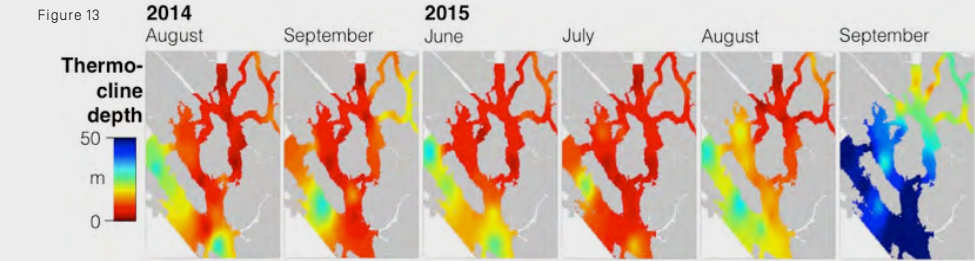 Figure 13
2014
August
September
2015
June
July
August
September
Thermo-
cline
depth
50
m
0